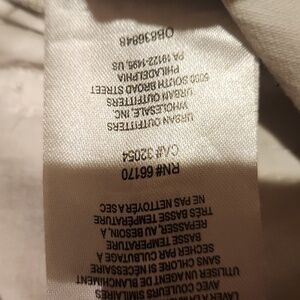 AVEC COULEURS SIMILAIRES
UTILISER UN AGENT DE BLANCHIMENT
SANS CHLORE SI NECESSAIRE
SECHER PAR CULBUTAGE À
BASSE TEMPERATURE
REPASSER, AU BESOIN, À
TRES BASSE TEMPERATURE
NE PAS NETTOYER A SEC
RN# 66170
CA# 32054
URBAN OUTFITTERS
WHOLESALE, INC.
URBAN OUTFITTERS
5000 SOUTH BROAD STREET
PHILADELPHIA
PA 19122-1495, US
OB836848